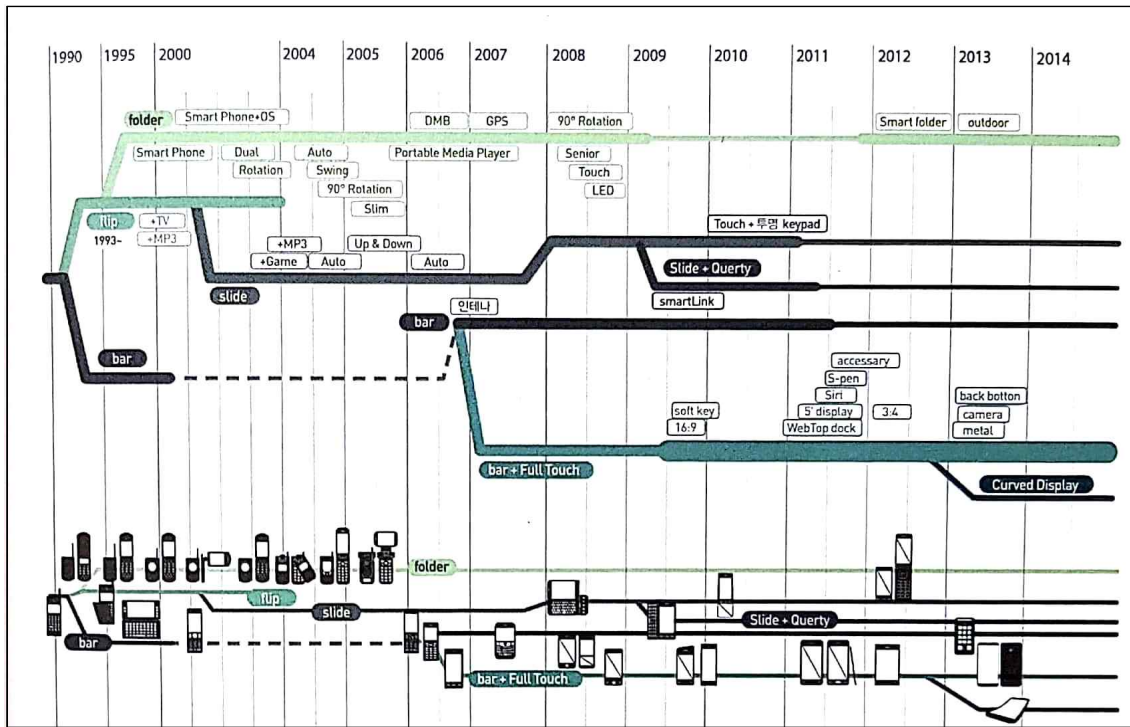 1990 1995 2000 2004 2005 2006 2007 2008 2009 2010 2011 2012 2013 2014
folder Smart Phone+OS DMB GPS 90° Rotation Smart folder outdoor
Smart Phone Dual Auto Portable Media Player Senior
Rotation Swing Touch
90° Rotation LED
Slim
flip +TV
1993~ +MP3
Touch + 투명 keypad
+MP3 Up & Down
+Game Auto Auto Slide + Querty
slide smartLink
인테나
bar
bar
accessary
S-pen
Siri back botton
soft key 5' display 3:4 camera
16:9 WebTop dock metal
bar + Full Touch
Curved Display
folder
flip
slide
Slide + Querty
bar
bar + Full Touch